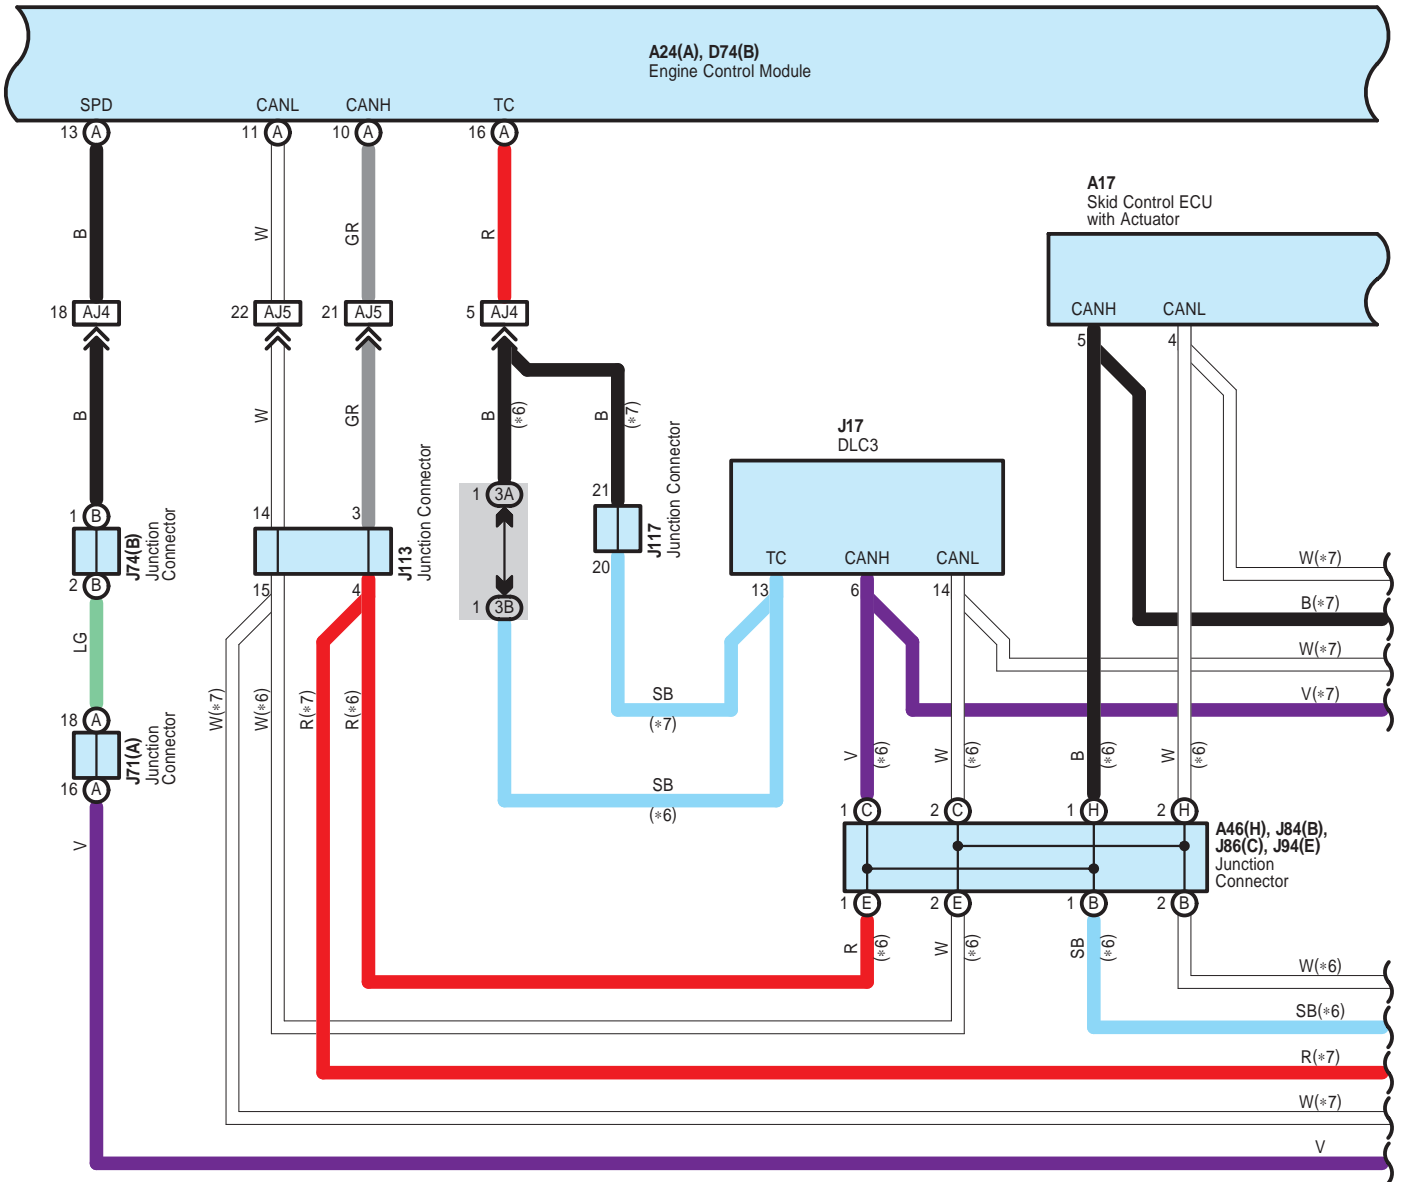 A24(A), D74(B)
Engine Control Module
SPD
CANL
CANH
TC
13 A
11 A
10 A
16 A
A17
Skid Control ECU
with Actuator
B
W
GR
R
CANH
CANL
18 AJ4
22 AJ5
21 AJ5
5 AJ4
5
4
B
W
GR
B
(*6)
B
(*7)
J17
DLC3
1 B
14
3
1 3A
21
J74(B)
Junction
Connector
J113
Junction Connector
J117
Junction Connector
TC
CANH
CANL
W(*7)
2 B
15
4
1 3B
20
13
6
14
B(*7)
LG
W(*7)
W(*7)
W(*6)
R(*7)
R(*6)
SB
(*7)
V(*7)
18 A
J71(A)
Junction
Connector
16 A
V
(*6)
W
(*6)
B
(*6)
W
(*6)
SB
(*6)
1 C
2 C
1 H
2 H
V
A46(H), J84(B),
J86(C), J94(E)
Junction
Connector
1 E
2 E
1 B
2 B
R
(*6)
W
(*6)
SB
(*6)
W(*6)
SB(*6)
R(*7)
W(*7)
V